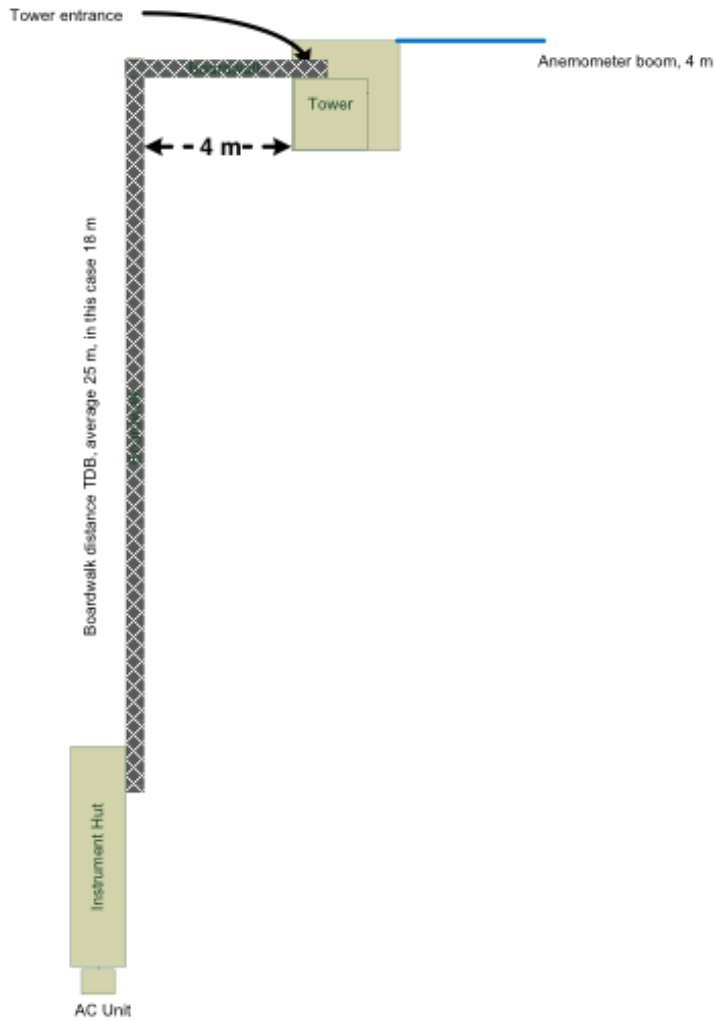 Tower entrance
Anemometer boom, 4 m
Tower
4 m
Boardwalk distance TDB, average 25 m, in this case 18 m
Instrument Hut
AC Unit